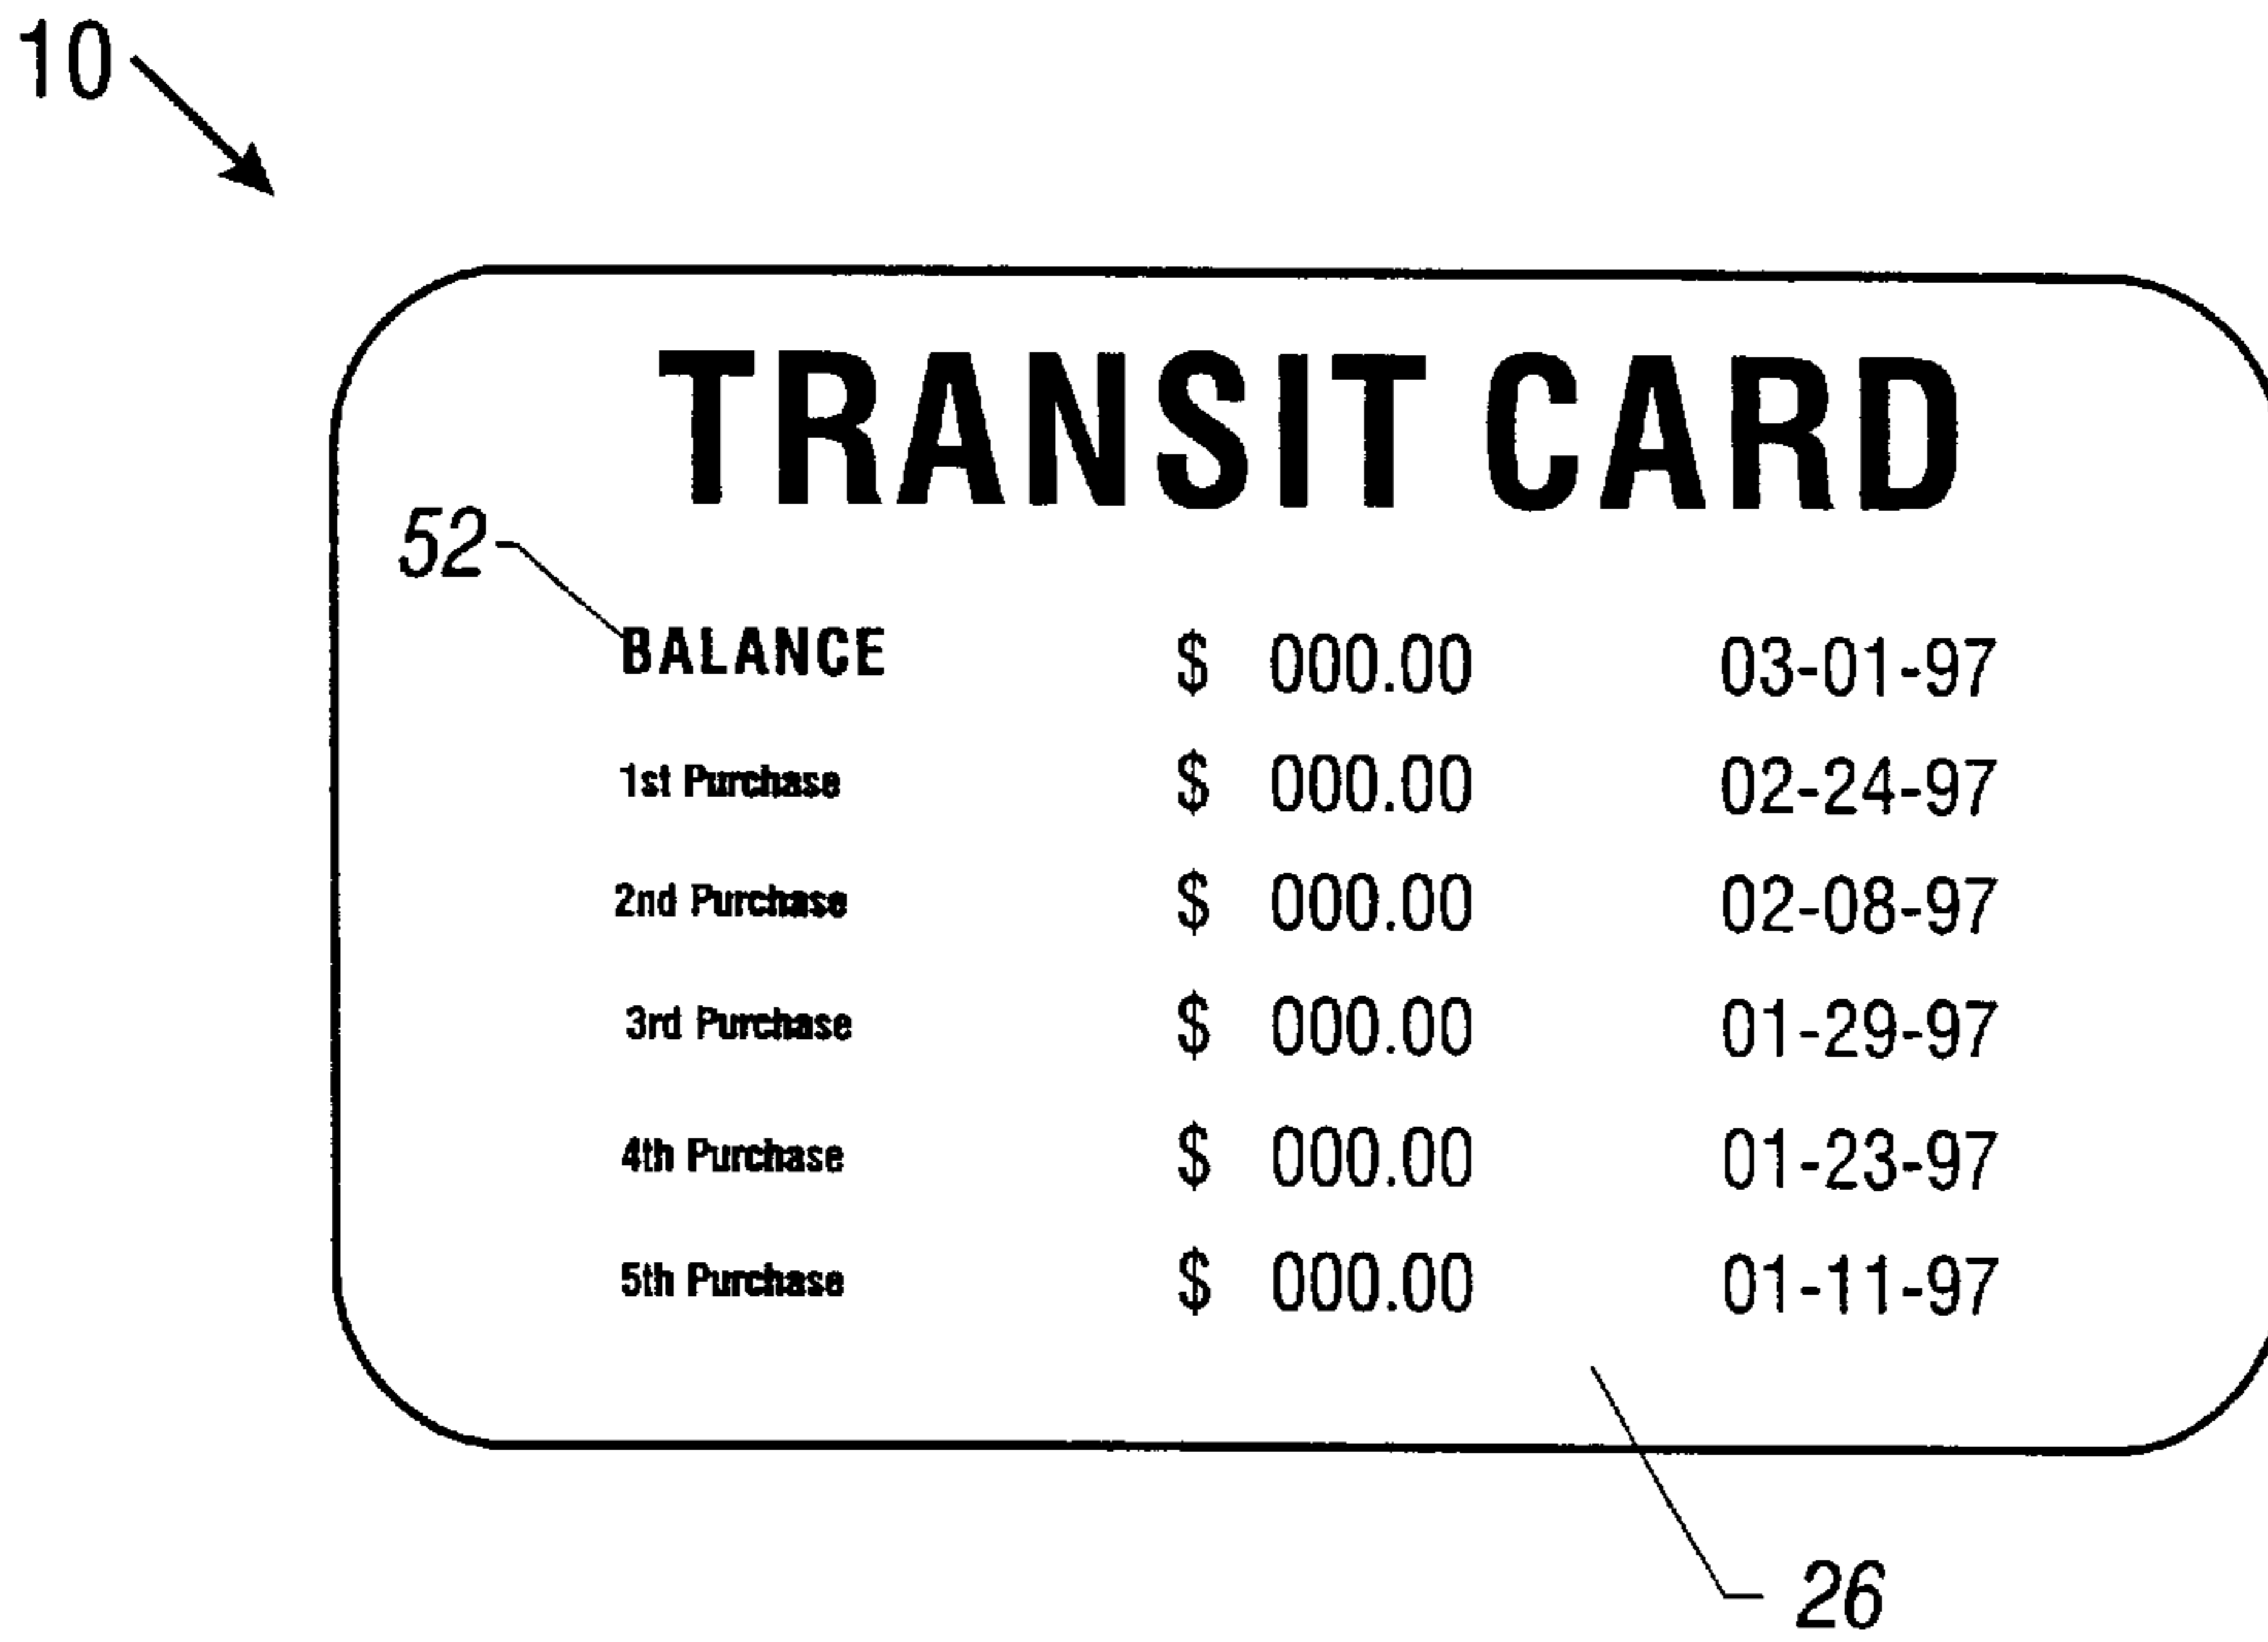 10
TRANSIT CARD
52
BALANCE $ 000.00 03-01-97
1st Purchase $ 000.00 02-24-97
2nd Purchase $ 000.00 02-08-97
3rd Purchase $ 000.00 01-29-97
4th Purchase $ 000.00 01-23-97
5th Purchase $ 000.00 01-11-97
26